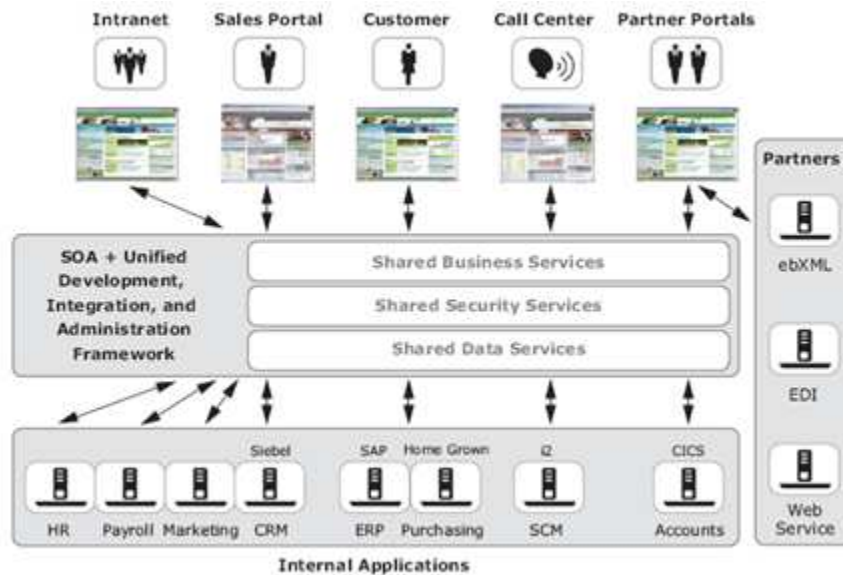 Intranet
Sales Portal
Customer
Call Center
Partner Portals
Partners
ebXML
EDI
Web
Service
SOA + Unified
Development,
Integration, and
Administration
Framework
Shared Business Services
Shared Security Services
Shared Data Services
Siebel
SAP
Home Grown
i2
CICS
HR
Payroll
Marketing
CRM
ERP
Purchasing
SCM
Accounts
Internal Applications